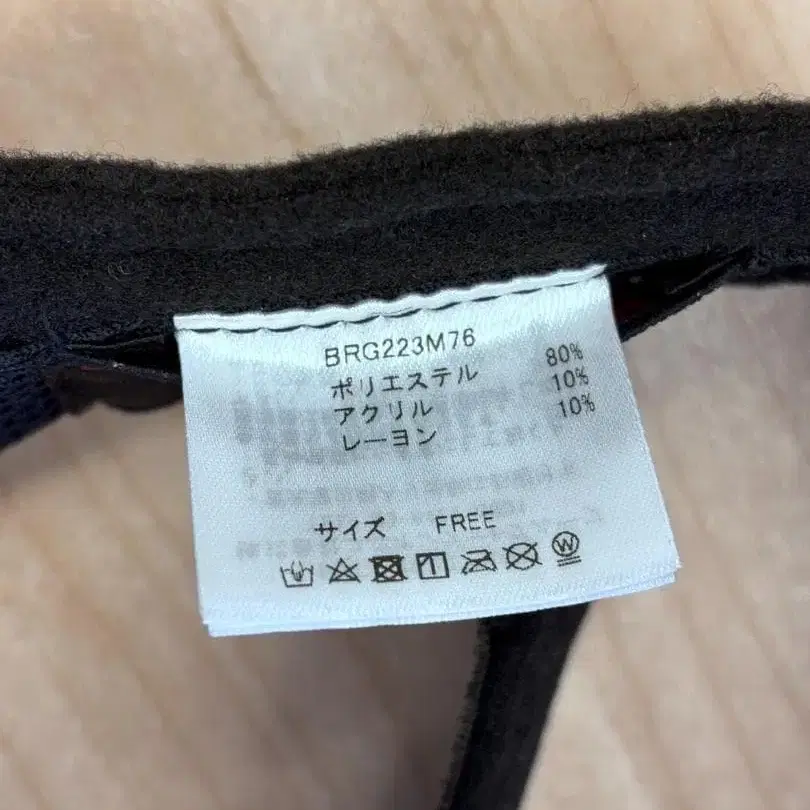 BRG223M76
ポリエステル 80%
アクリル 10%
レーヨン 10%
サイズ FREE
W